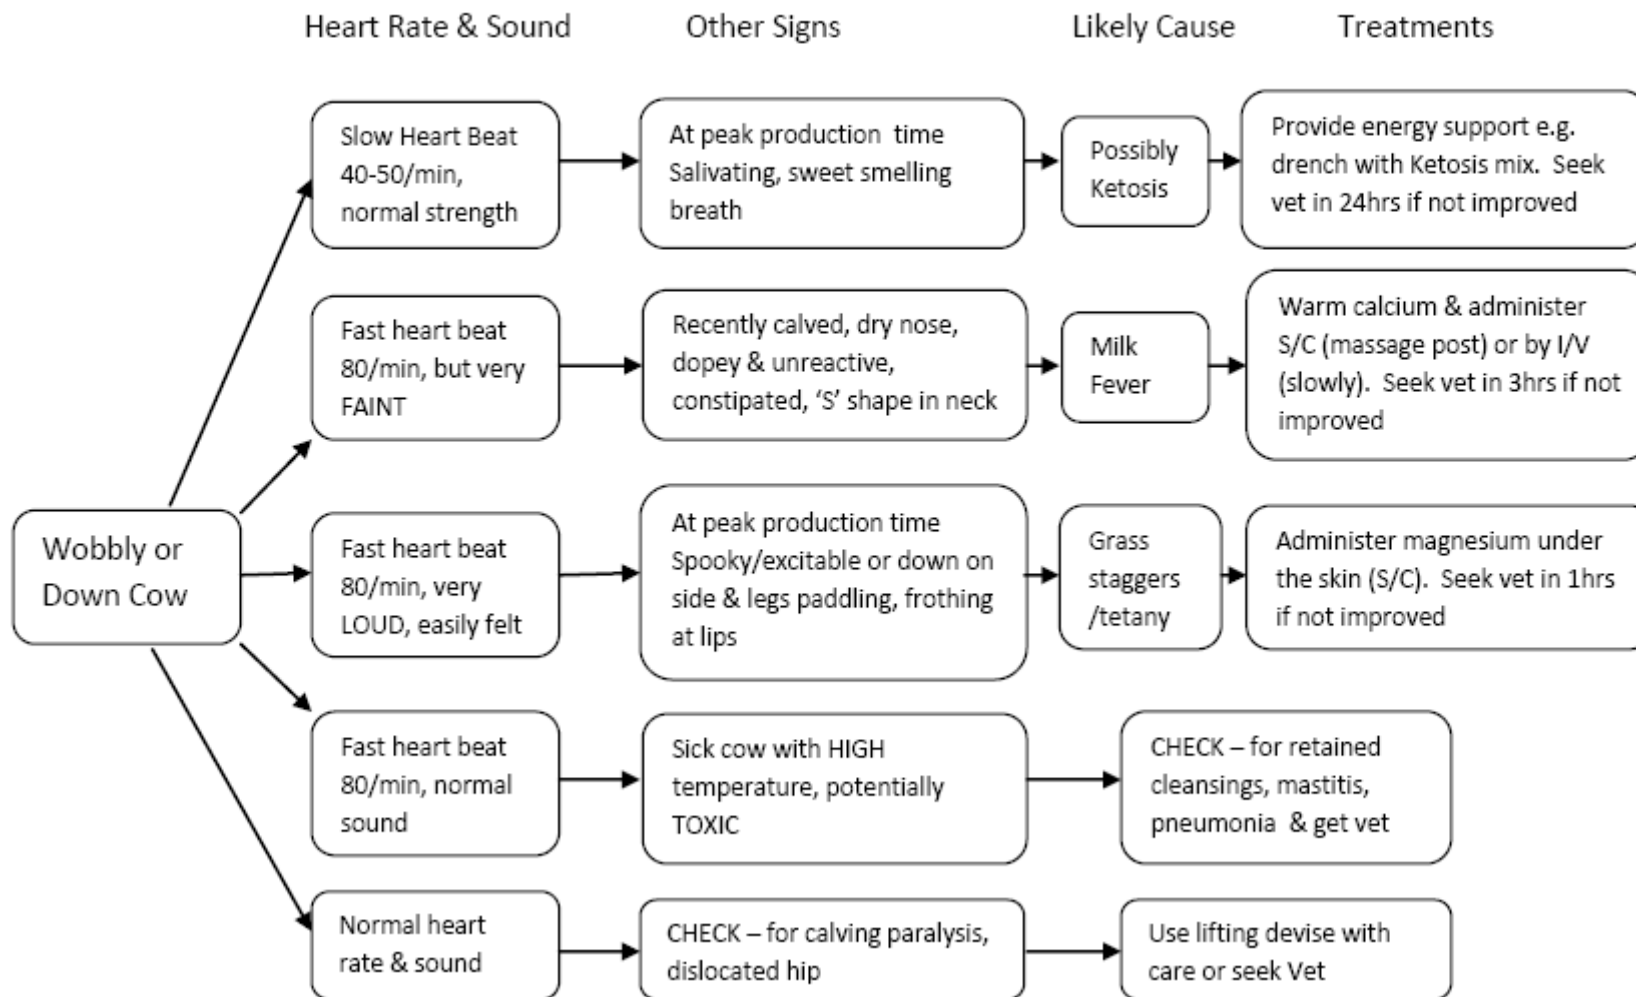 Heart Rate & Sound
Other Signs
Likely Cause
Treatments
Slow Heart Beat
40-50/min,
normal strength
At peak production time
Salivating, sweet smelling
breath
Possibly
Ketosis
Provide energy support e.g.
drench with Ketosis mix. Seek
vet in 24hrs if not improved
Fast heart beat
80/min, but very
FAINT
Recently calved, dry nose,
dopey & unreactive,
constipated, ‘S’ shape in neck
Milk
Fever
Warm calcium & administer
S/C (massage post) or by I/V
(slowly). Seek vet in 3hrs if not
improved
Wobbly or
Down Cow
Fast heart beat
80/min, very
LOUD, easily felt
At peak production time
Spooky/excitable or down on
side & legs paddling, frothing
at lips
Grass
staggers
/tetany
Administer magnesium under
the skin (S/C). Seek vet in 1hrs
if not improved
Fast heart beat
80/min, normal
sound
Sick cow with HIGH
temperature, potentially
TOXIC
CHECK – for retained
cleansings, mastitis,
pneumonia & get vet
Normal heart
rate & sound
CHECK – for calving paralysis,
dislocated hip
Use lifting devise with
care or seek Vet